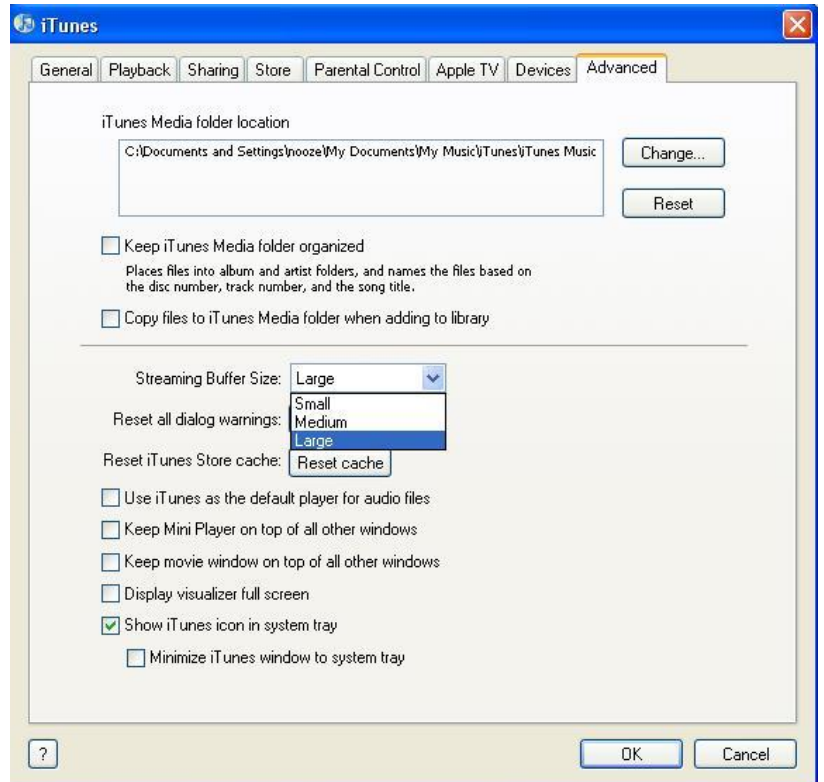 iTunes
General Playback Sharing Store Parental Control Apple TV Devices Advanced
iTunes Media folder location
C:\Documents and Settings\nooze\My Documents\My Music\iTunes\iTunes Music
Change...
Reset
Keep iTunes Media folder organized
Places files into album and artist folders, and names the files based on
the disc number, track number, and the song title.
Copy files to iTunes Media folder when adding to library
Streaming Buffer Size: Large
Small
Reset all dialog warnings: Medium
Large
Reset iTunes Store cache: Reset cache
Use iTunes as the default player for audio files
Keep Mini Player on top of all other windows
Keep movie window on top of all other windows
Display visualizer full screen
Show iTunes icon in system tray
Minimize iTunes window to system tray
? OK Cancel